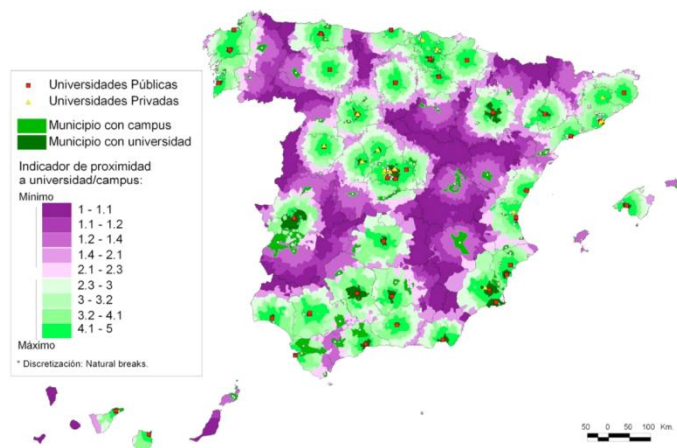 Universidades Públicas
Universidades Privadas
Municipio con campus
Municipio con universidad
Indicador de proximidad
a universidad/campus:
Mínimo
1 - 1.1
1.1 - 1.2
1.2 - 1.4
1.4 - 2.1
2.1 - 2.3
2.3 - 3
3 - 3.2
3.2 - 4.1
4.1 - 5
Máximo
* Discretización: Natural breaks.
50 0 50 100 Km.